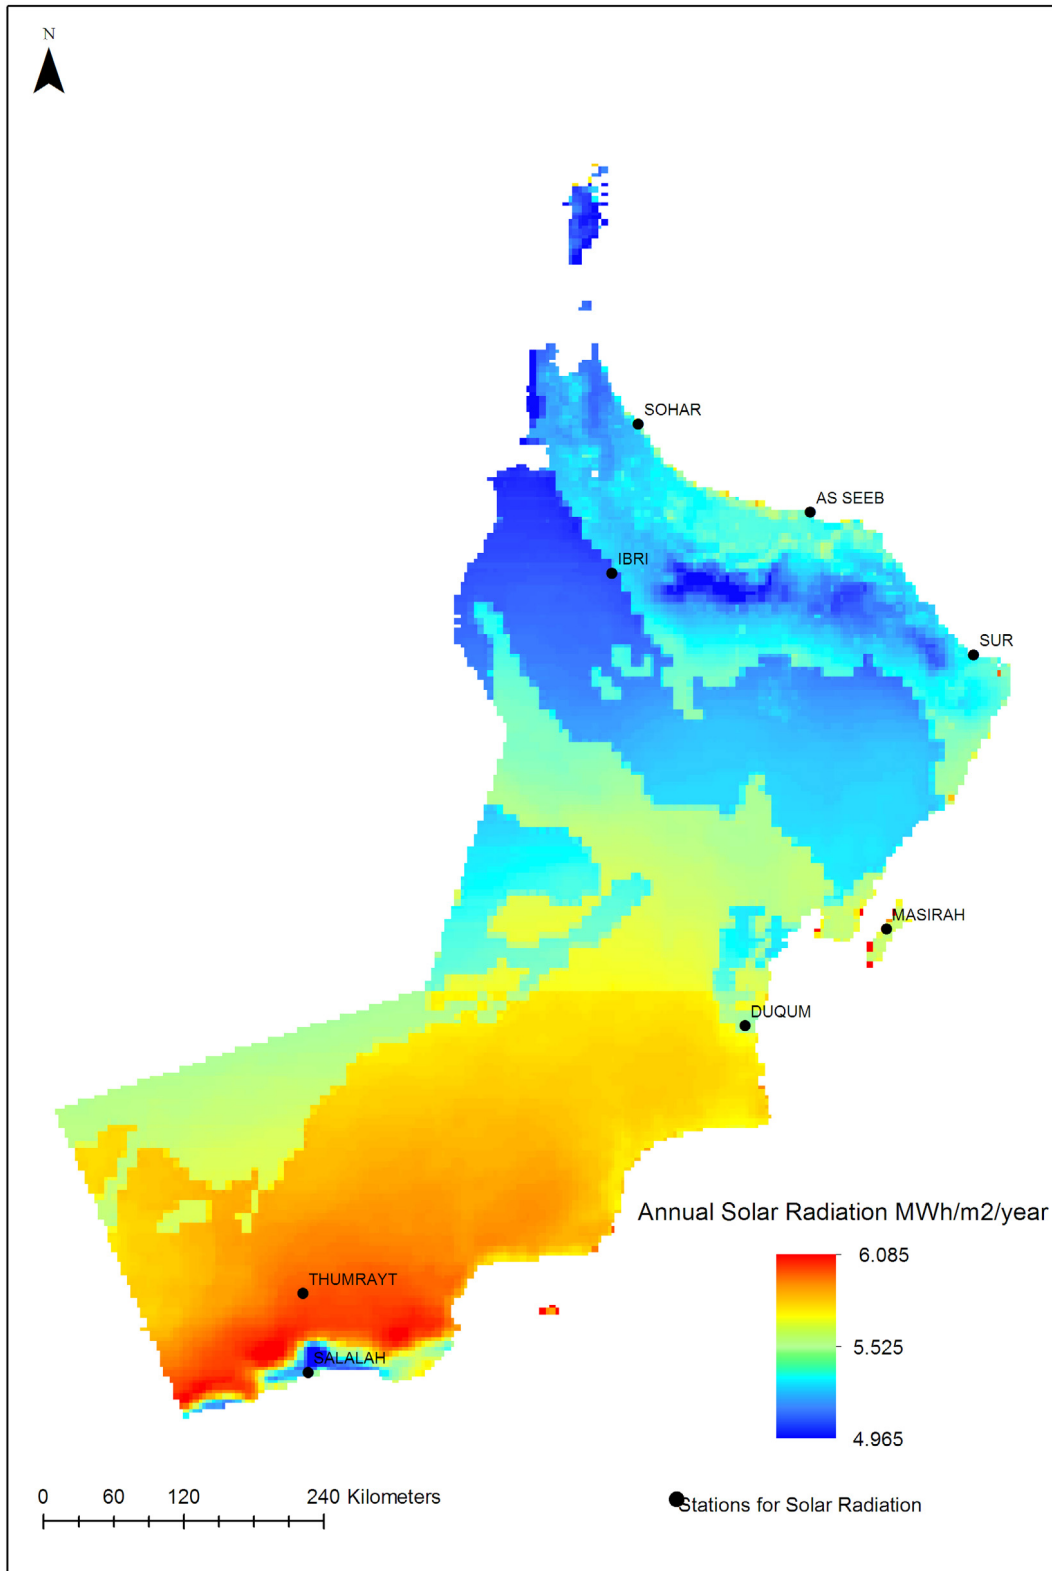 N
SOHAR
AS SEEB
IBRI
SUR
MASIRAH
DUQUM
Annual Solar Radiation MWh/m2/year
6.085
THUMRAYT
5.525
SALALAH
4.965
0 60 120 240 Kilometers
Stations for Solar Radiation